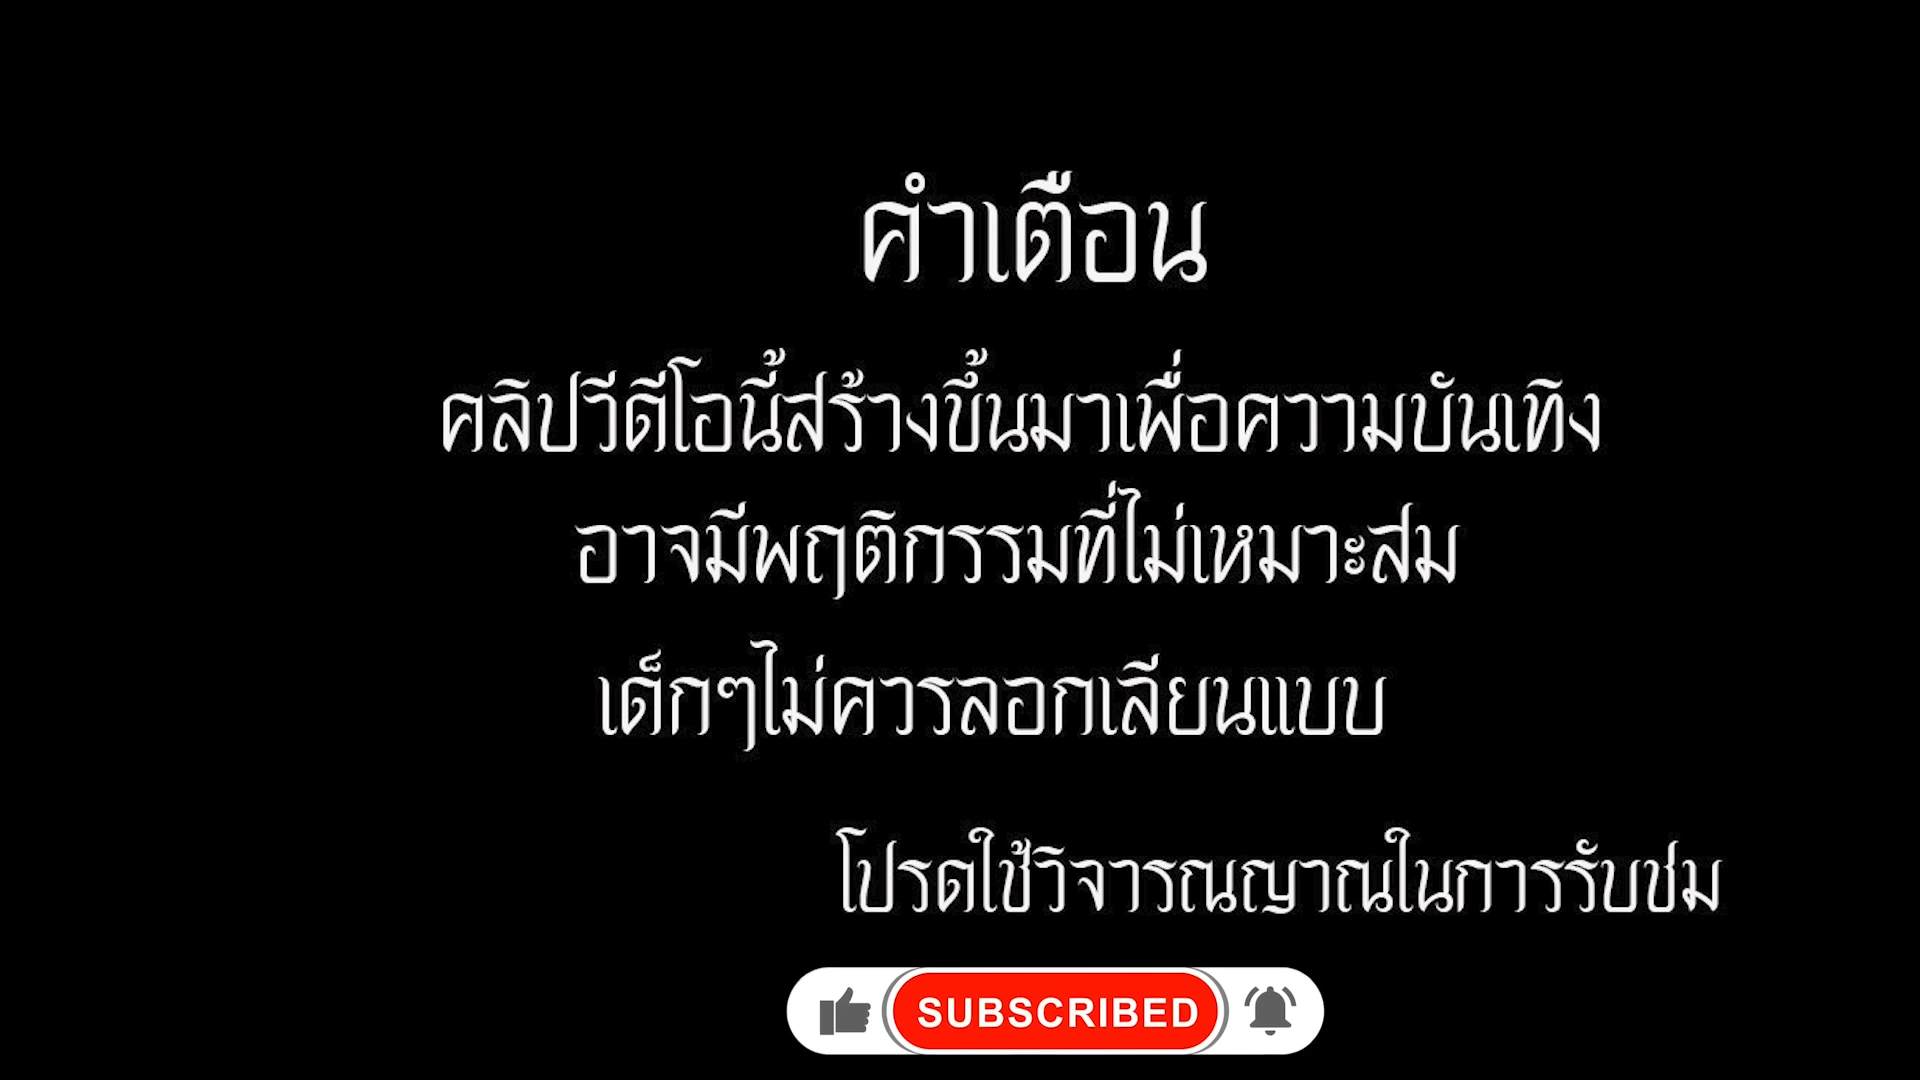 คำเตือน
คลิปวีดีโอนี้สร้างขึ้นมาเพื่อความบันเทิง
อาจมีพฤติกรรมที่ไม่เหมาะสม
เด็กๆไม่ควรลอกเลียนแบบ
โปรดใช้วิจารณญาณในการรับชม
SUBSCRIBED